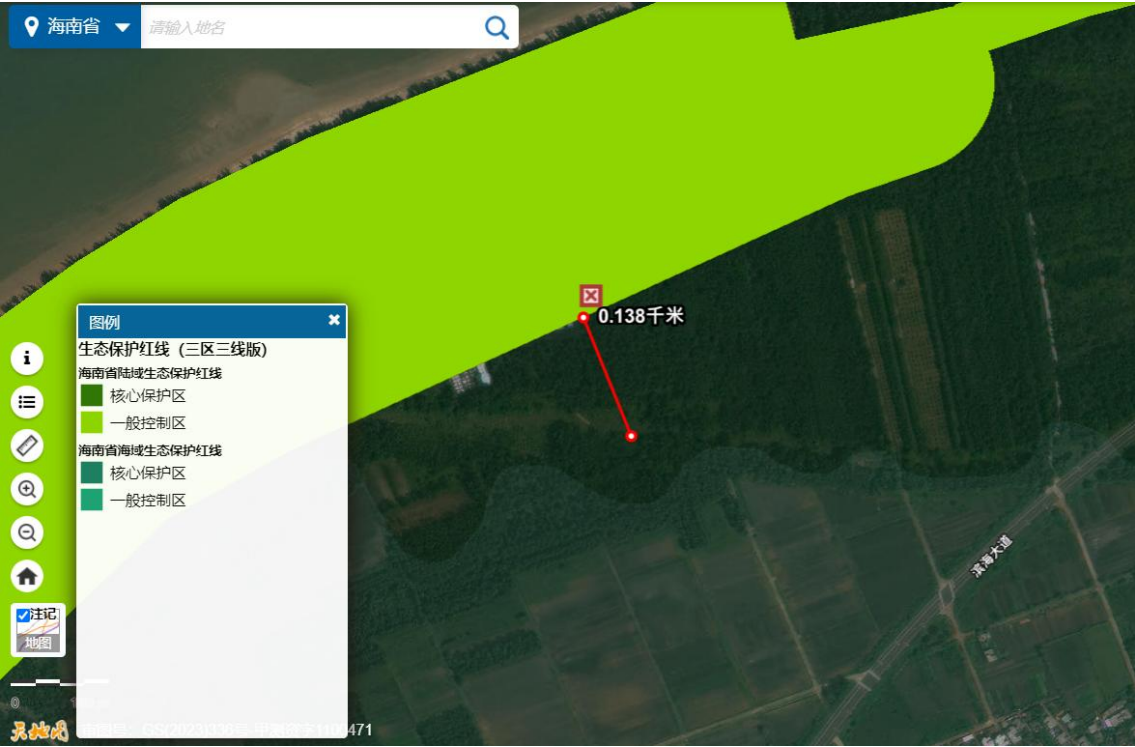 海南省
请输入地名
0.138千米
图例
生态保护红线（三区三线版）
海南省陆域生态保护红线
核心保护区
一般控制区
海南省海域生态保护红线
核心保护区
一般控制区
滨海大道
注记
地图
0
天地图
471